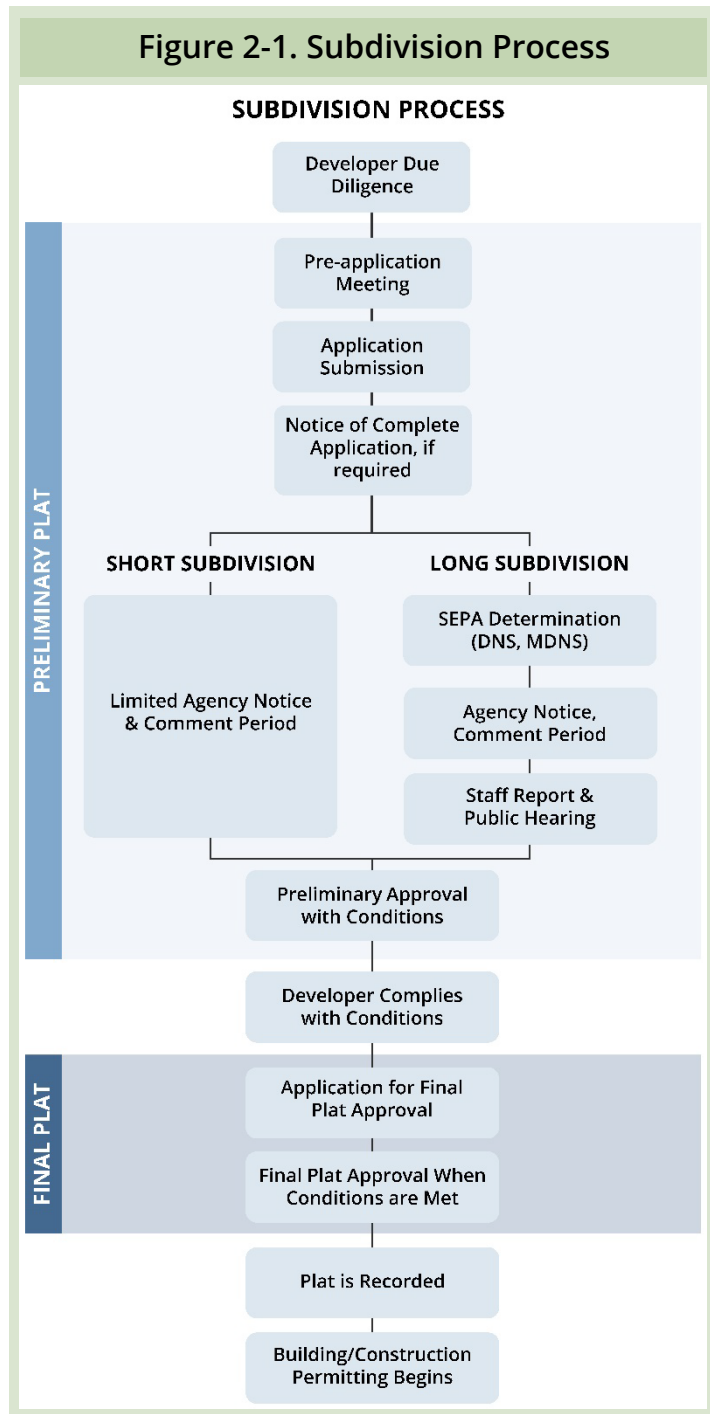 Figure 2-1. Subdivision Process
SUBDIVISION PROCESS
Developer Due
Diligence
PRELIMINARY PLAT
Pre-application
Meeting
Application
Submission
Notice of Complete
Application, if
required
SHORT SUBDIVISION
Limited Agency Notice
& Comment Period
LONG SUBDIVISION
SEPA Determination
(DNS, MDNS)
Agency Notice,
Comment Period
Staff Report &
Public Hearing
Preliminary Approval
with Conditions
Developer Complies
with Conditions
FINAL PLAT
Application for Final
Plat Approval
Final Plat Approval When
Conditions are Met
Plat is Recorded
Building/Construction
Permitting Begins